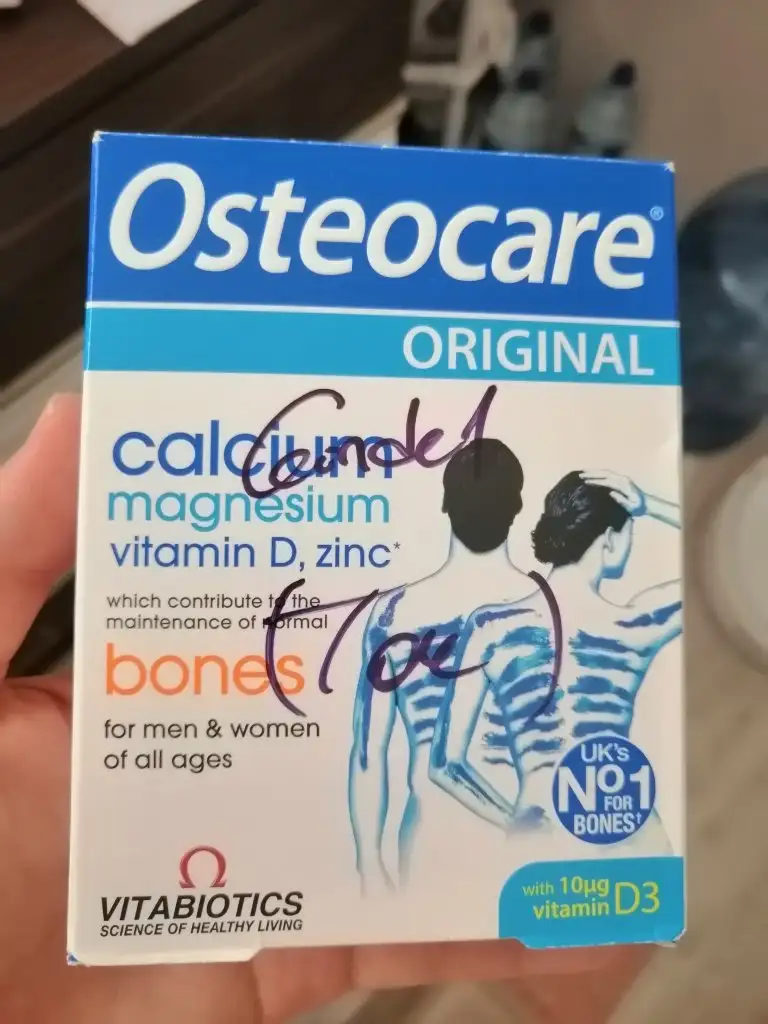 Osteocare®
ORIGINAL
calcium
magnesium
vitamin D, zinc*
which contribute to the
maintenance of normal
bones
for men & women
of all ages
UK's
No1
FOR
BONES†
VITABIOTICS
SCIENCE OF HEALTHY LIVING
with 10µg
vitamin D3